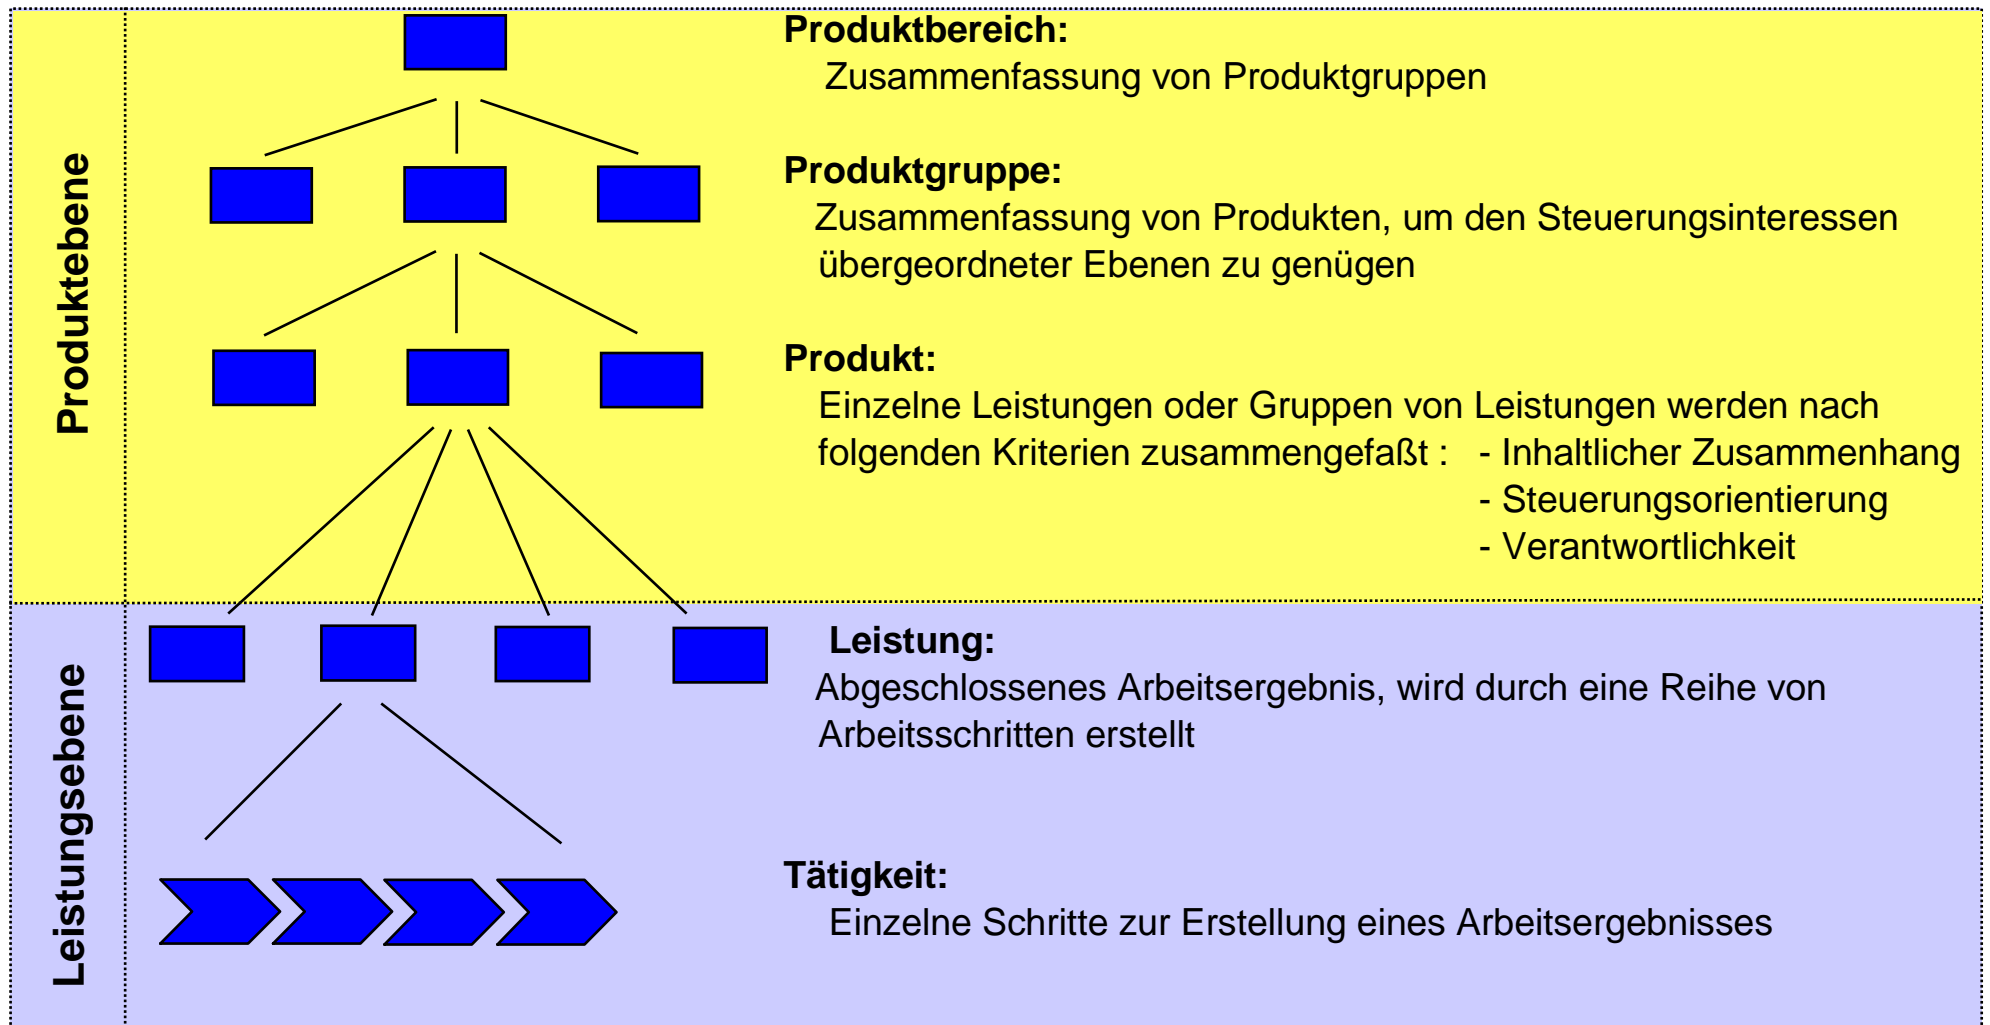 Produktebene
Produktbereich:
Zusammenfassung von Produktgruppen
Produktgruppe:
Zusammenfassung von Produkten, um den Steuerungsinteressen
übergeordneter Ebenen zu genügen
Produkt:
Einzelne Leistungen oder Gruppen von Leistungen werden nach
folgenden Kriterien zusammengefaßt : - Inhaltlicher Zusammenhang
- Steuerungsorientierung
- Verantwortlichkeit
Leistungsebene
Leistung:
Abgeschlossenes Arbeitsergebnis, wird durch eine Reihe von
Arbeitsschritten erstellt
Tätigkeit:
Einzelne Schritte zur Erstellung eines Arbeitsergebnisses